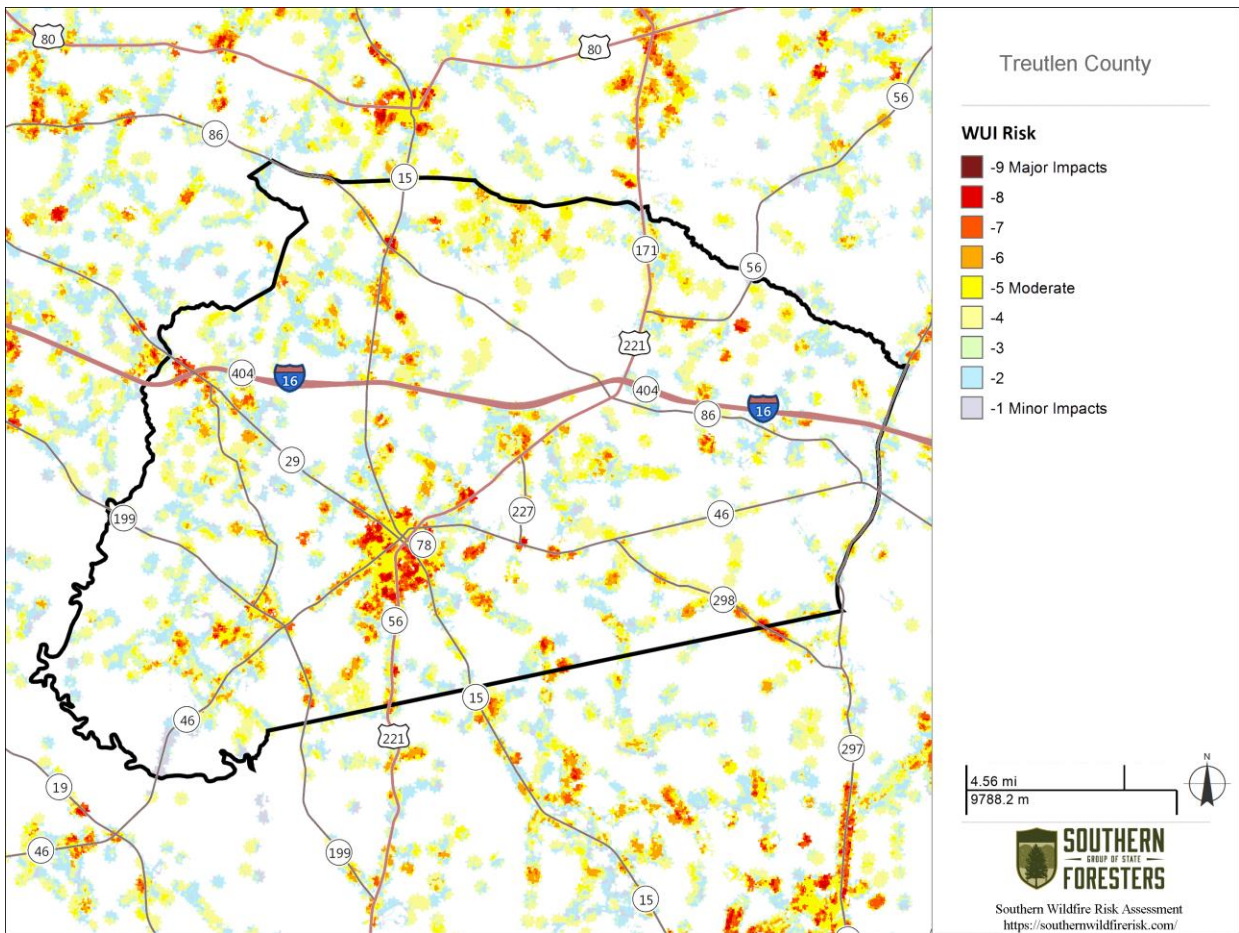 80
80
56
86
15
171
56
221
404
16
404
86
16
29
199
227
46
78
298
56
15
46
221
297
19
46
199
15
Treutlen County
WUI Risk
-9 Major Impacts
-8
-7
-6
-5 Moderate
-4
-3
-2
-1 Minor Impacts
4.56 mi
9788.2 m
N
SOUTHERN
GROUP OF STATE
FORESTERS
Southern Wildfire Risk Assessment
https://southernwildfirerisk.com/